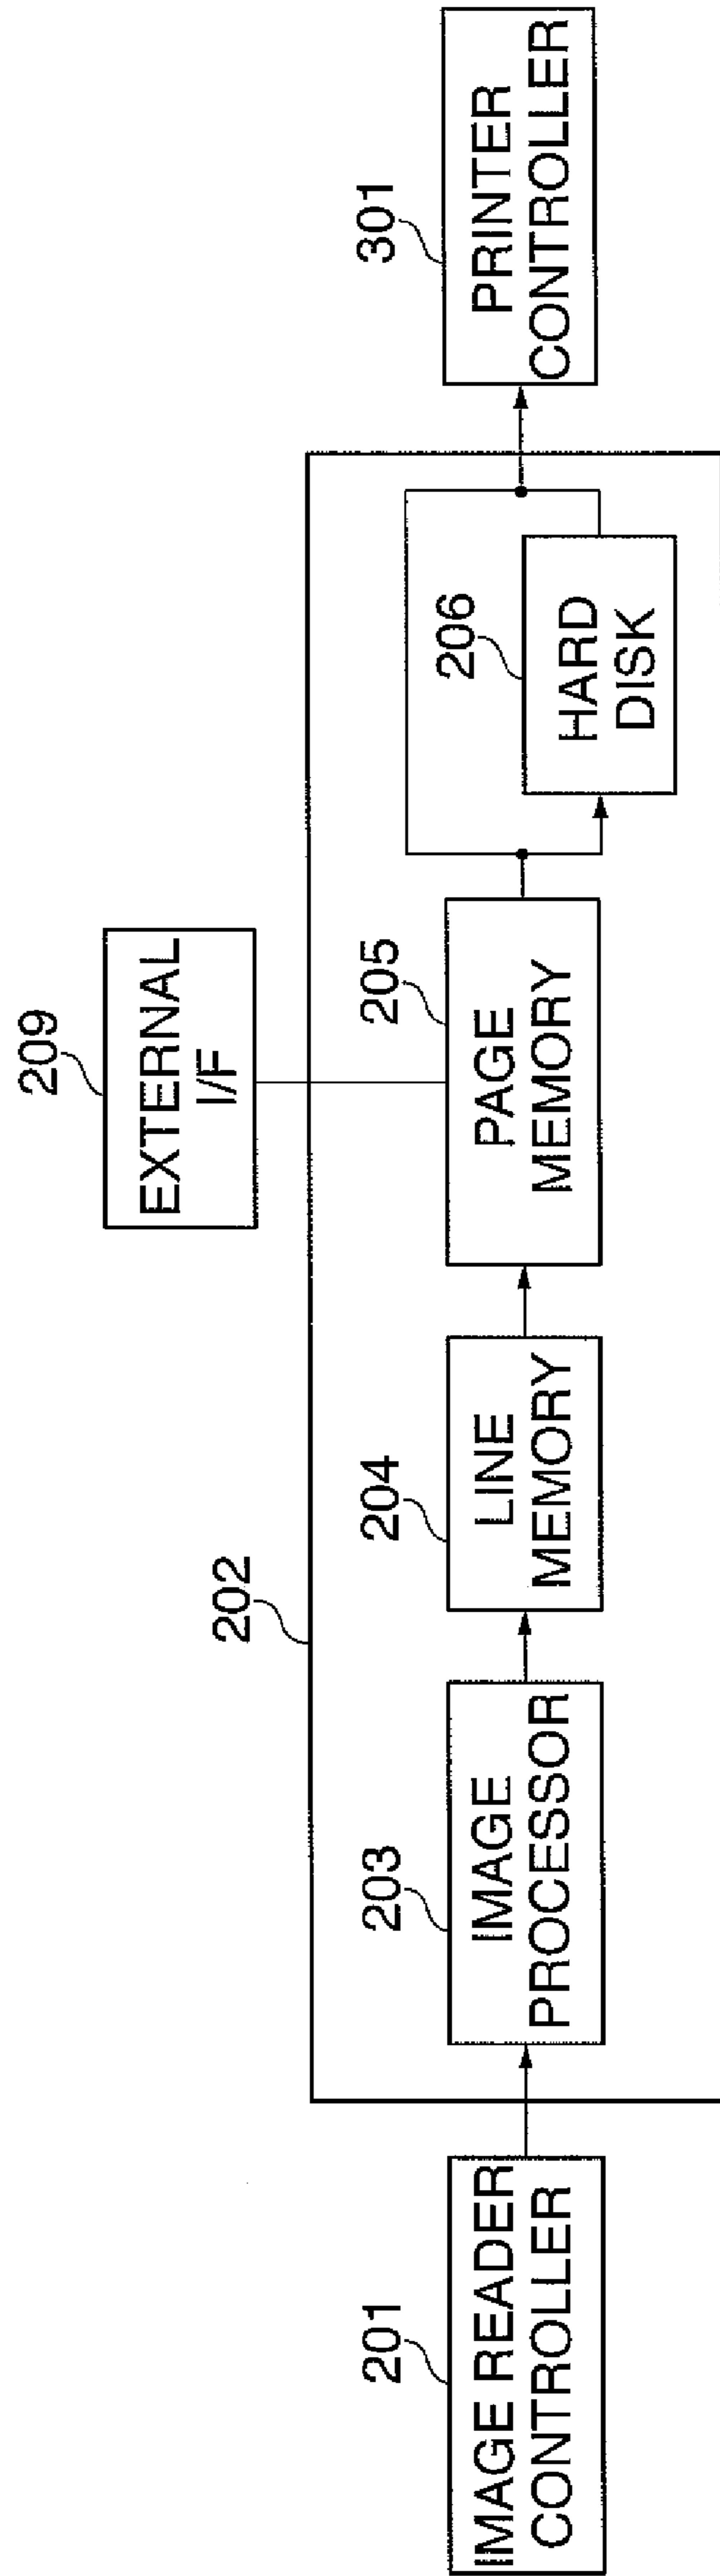 209
EXTERNAL
I/F
202
201
IMAGE READER
CONTROLLER
203
IMAGE
PROCESSOR
204
LINE
MEMORY
205
PAGE
MEMORY
206
HARD
DISK
301
PRINTER
CONTROLLER